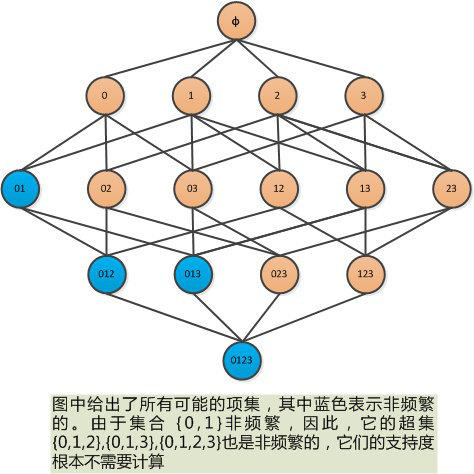 ф
0 1 2 3
01 02 03 12 13 23
012 013 023 123
0123
图中给出了所有可能的项集，其中蓝色表示非频繁
的。由于集合 {0,1}非频繁，因此，它的超集
{0,1,2},{0,1,3},{0,1,2,3}也是非频繁的，它们的支持度
根本不需要计算